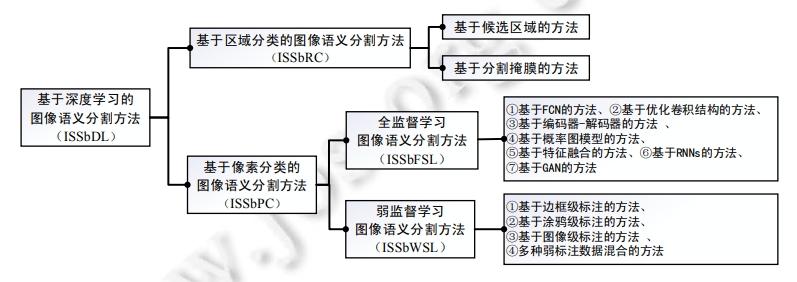 基于深度学习的
图像语义分割方法
(ISSbDL)
基于区域分类的图像语义分割方法
(ISSbRC)
基于候选区域的方法
基于分割掩膜的方法
基于像素分类的
图像语义分割方法
(ISSbPC)
全监督学习
图像语义分割方法
(ISSbFSL)
①基于FCN的方法、②基于优化卷积结构的方法、
③基于编码器-解码器的方法 、
④基于概率图模型的方法、
⑤基于特征融合的方法、⑥基于RNNs的方法、
⑦基于GAN的方法
弱监督学习
图像语义分割方法
(ISSbWSL)
①基于边框级标注的方法、
②基于涂鸦级标注的方法、
③基于图像级标注的方法 、
④多种弱标注数据混合的方法